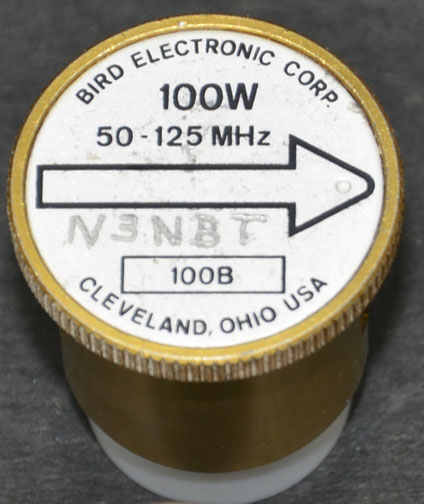 BIRD ELECTRONIC CORP.
100W
50-125 MHz
N3NBT
100B
CLEVELAND, OHIO USA